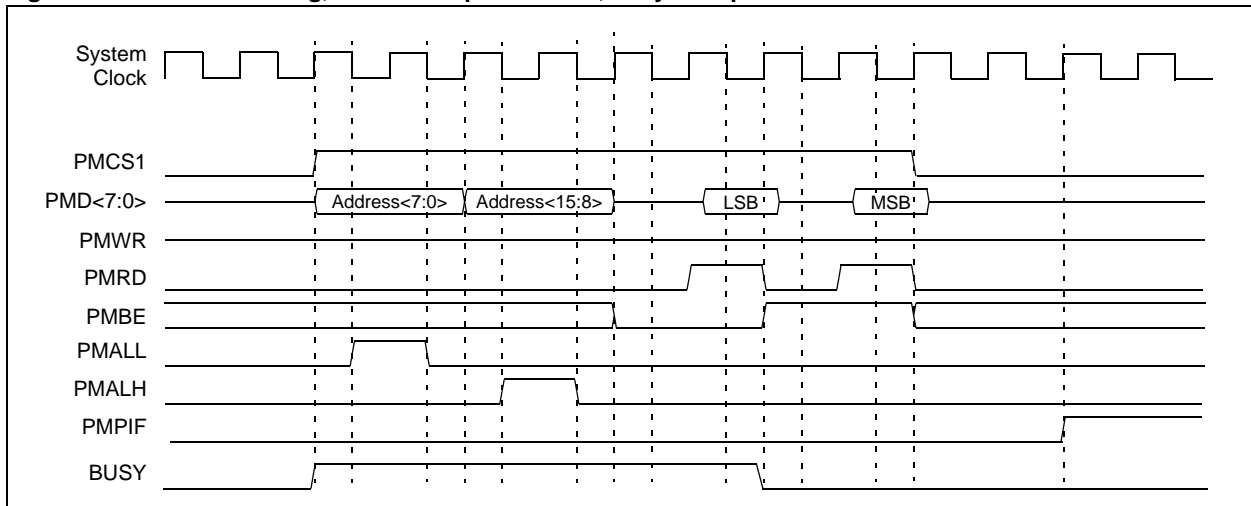 System
Clock
PMCS1
PMD<7:0> Address<7:0> Address<15:8> LSB MSB
PMWR
PMRD
PMBE
PMALL
PMALH
PMPIF
BUSY